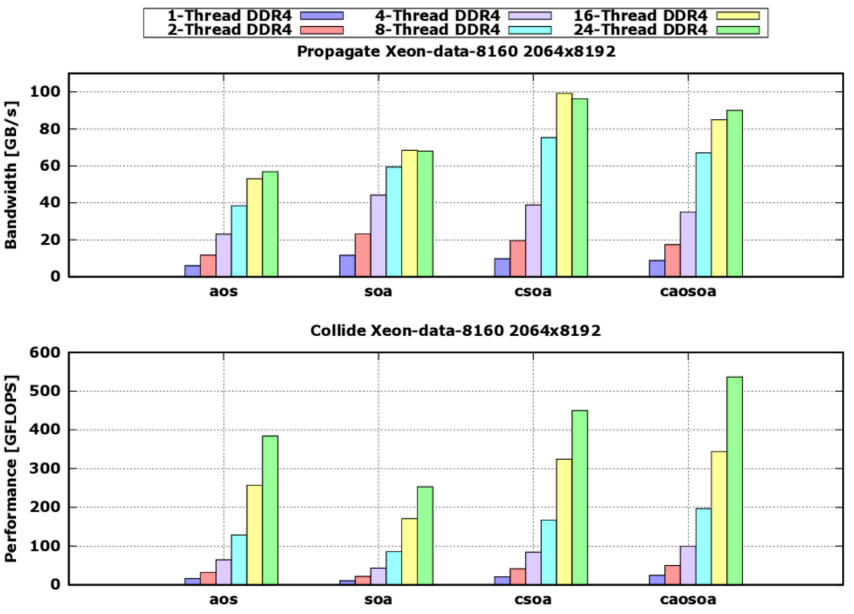 1-Thread DDR4 4-Thread DDR4 16-Thread DDR4
2-Thread DDR4 8-Thread DDR4 24-Thread DDR4
Propagate Xeon-data-8160 2064x8192
Bandwidth [GB/s]
100
80
60
40
20
0
aos soa csoa caosoa
Collide Xeon-data-8160 2064x8192
Performance [GFLOPS]
600
500
400
300
200
100
0
aos soa csoa caosoa